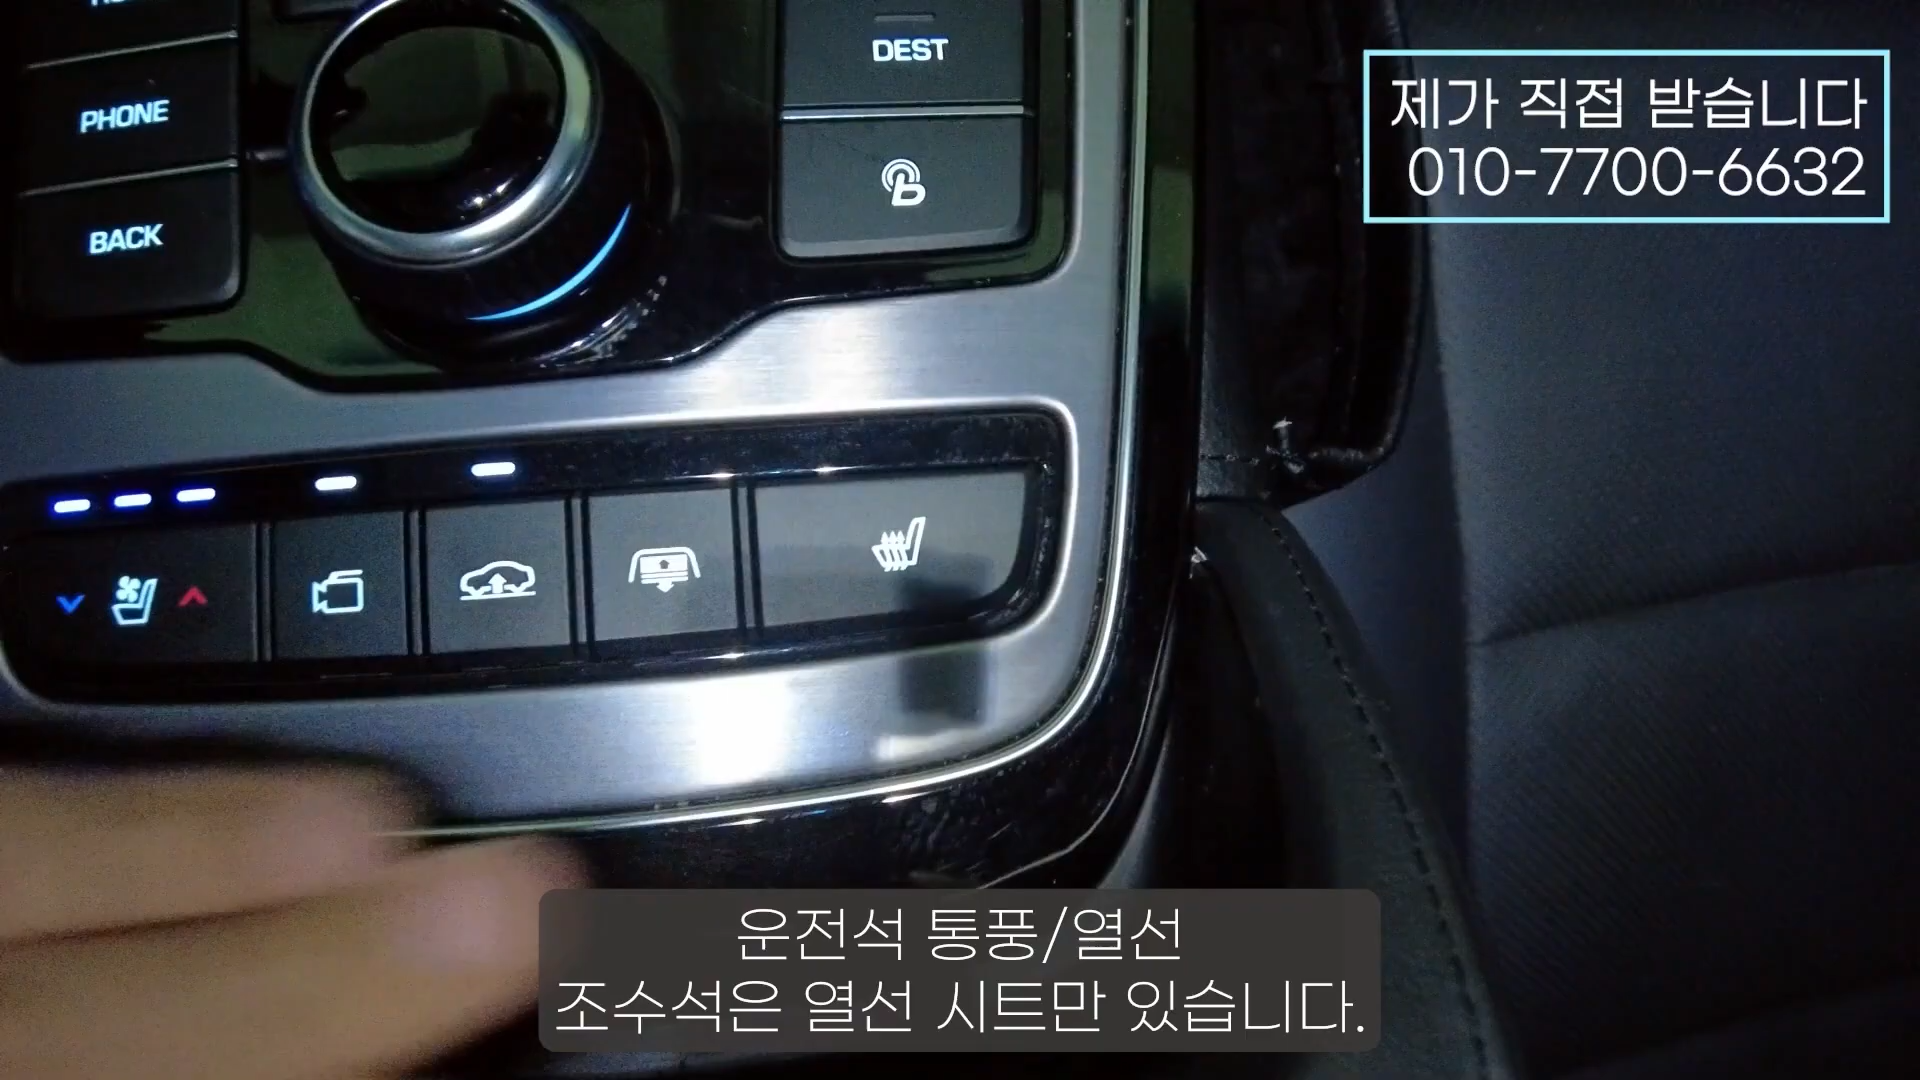 DEST
PHONE
BACK
제가 직접 받습니다
010-7700-6632
운전석 통풍/열선
조수석은 열선 시트만 있습니다.